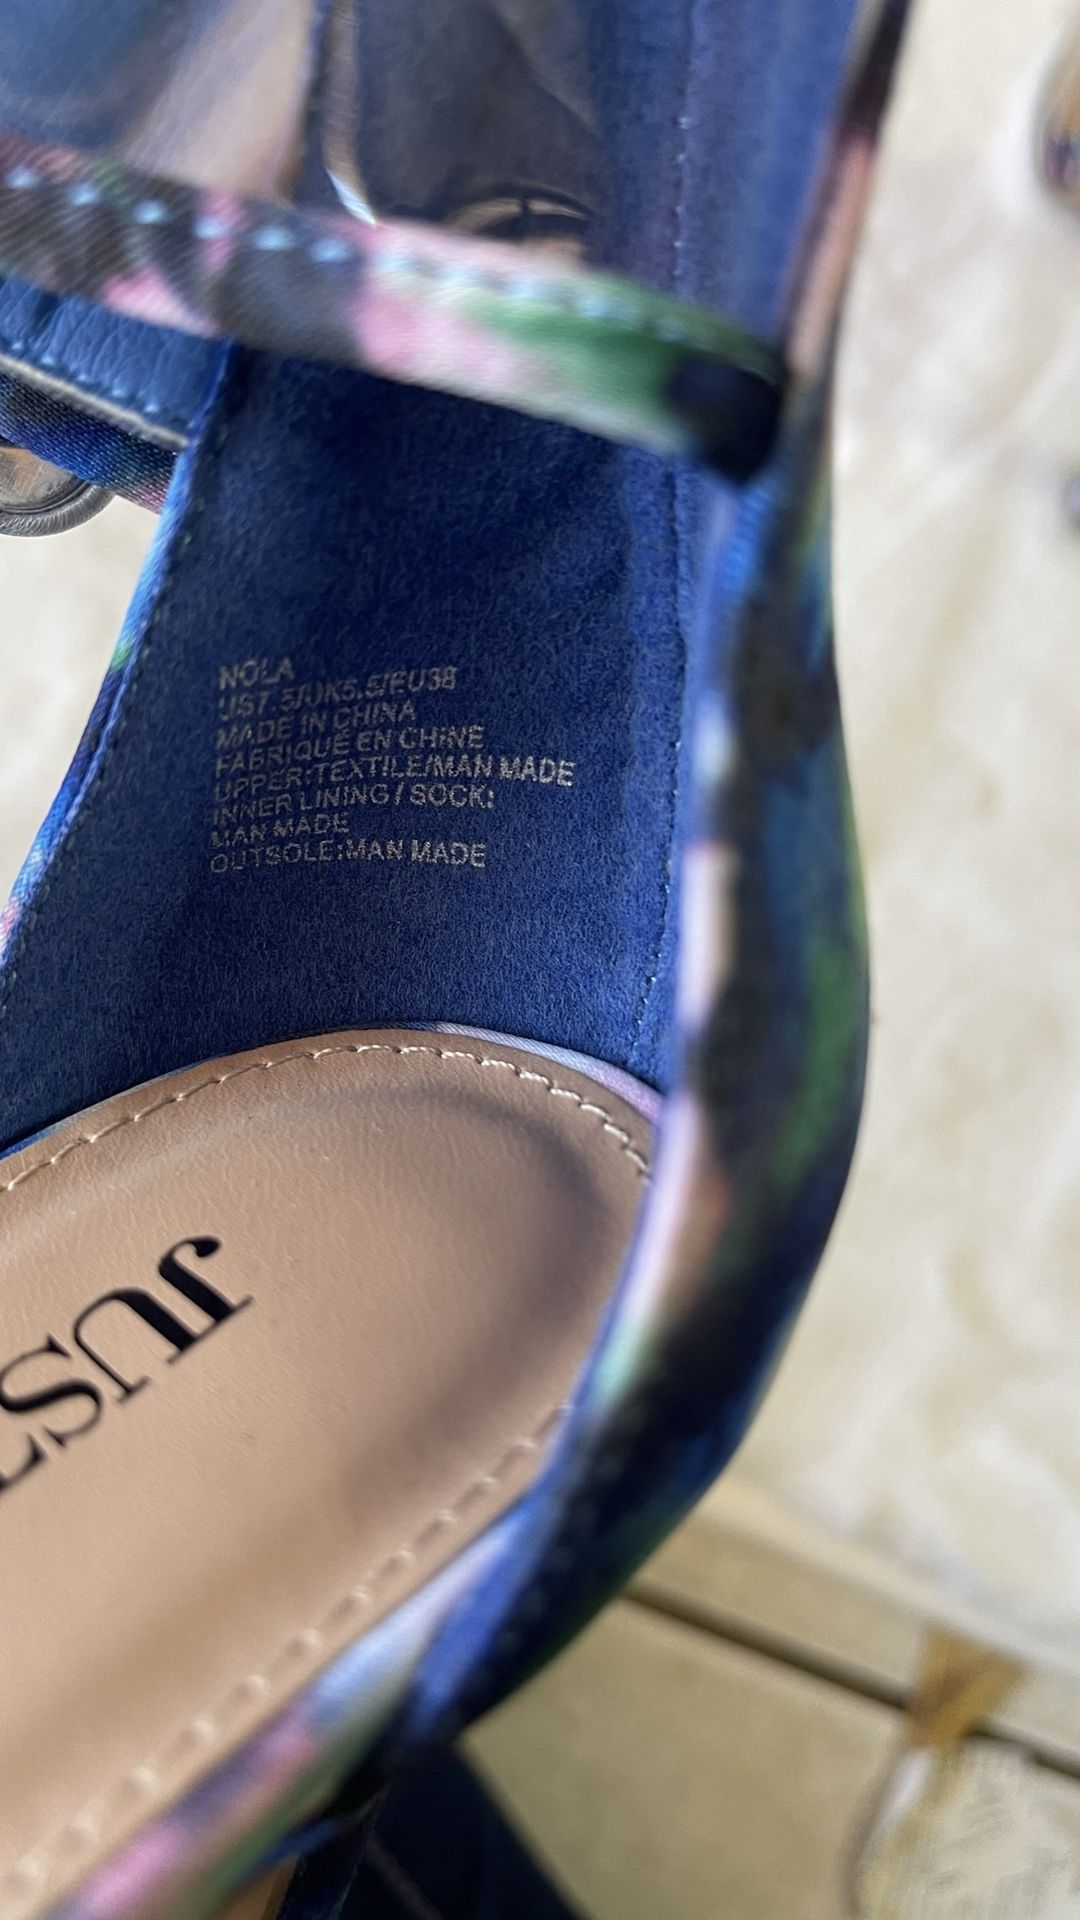 NOLA
US7.5/UK5.5/EU38
MADE IN CHINA
FABRIQUÉ EN CHINE
UPPER:TEXTILE/MAN MADE
INNER LINING / SOCK:
MAN MADE
OUTSOLE:MAN MADE
JUST